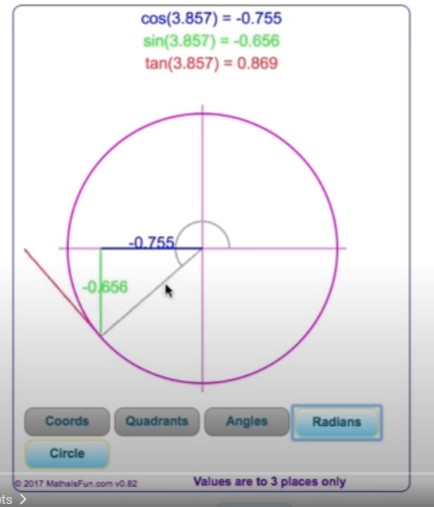 cos(3.857) = -0.755
sin(3.857) = -0.656
tan(3.857) = 0.869
-0.755
-0.656
Coords Quadrants Angles Radians
Circle
© 2017 MathsIsFun.com v0.82 Values are to 3 places only
ts >